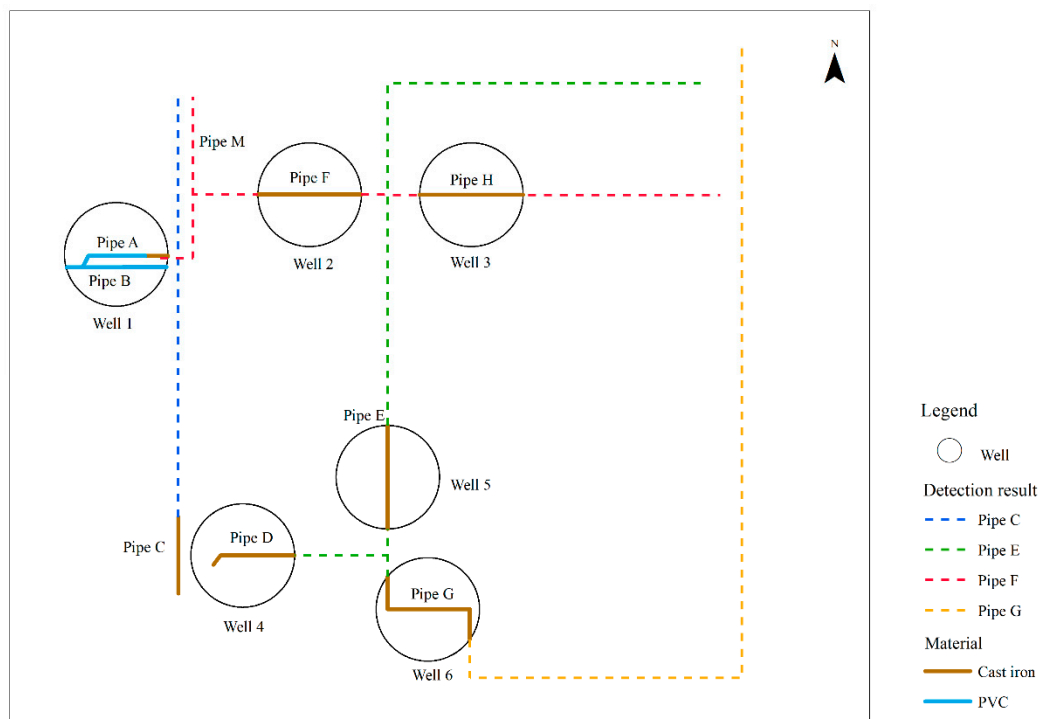 N
Pipe M
Pipe F
Pipe H
Pipe A
Well 2
Well 3
Pipe B
Well 1
Pipe E
Legend
Well
Well 5
Detection result
Pipe C
Pipe D
Pipe C
Pipe E
Pipe F
Pipe G
Pipe G
Well 4
Material
Well 6
Cast iron
PVC